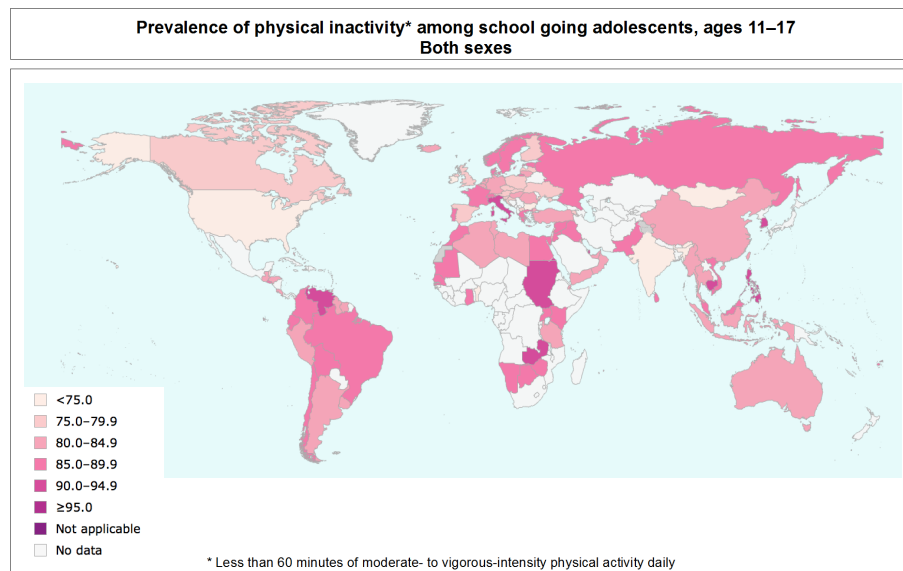 Prevalence of physical inactivity* among school going adolescents, ages 11–17
Both sexes
<75.0
75.0–79.9
80.0–84.9
85.0–89.9
90.0–94.9
≥95.0
Not applicable
No data
* Less than 60 minutes of moderate- to vigorous-intensity physical activity daily